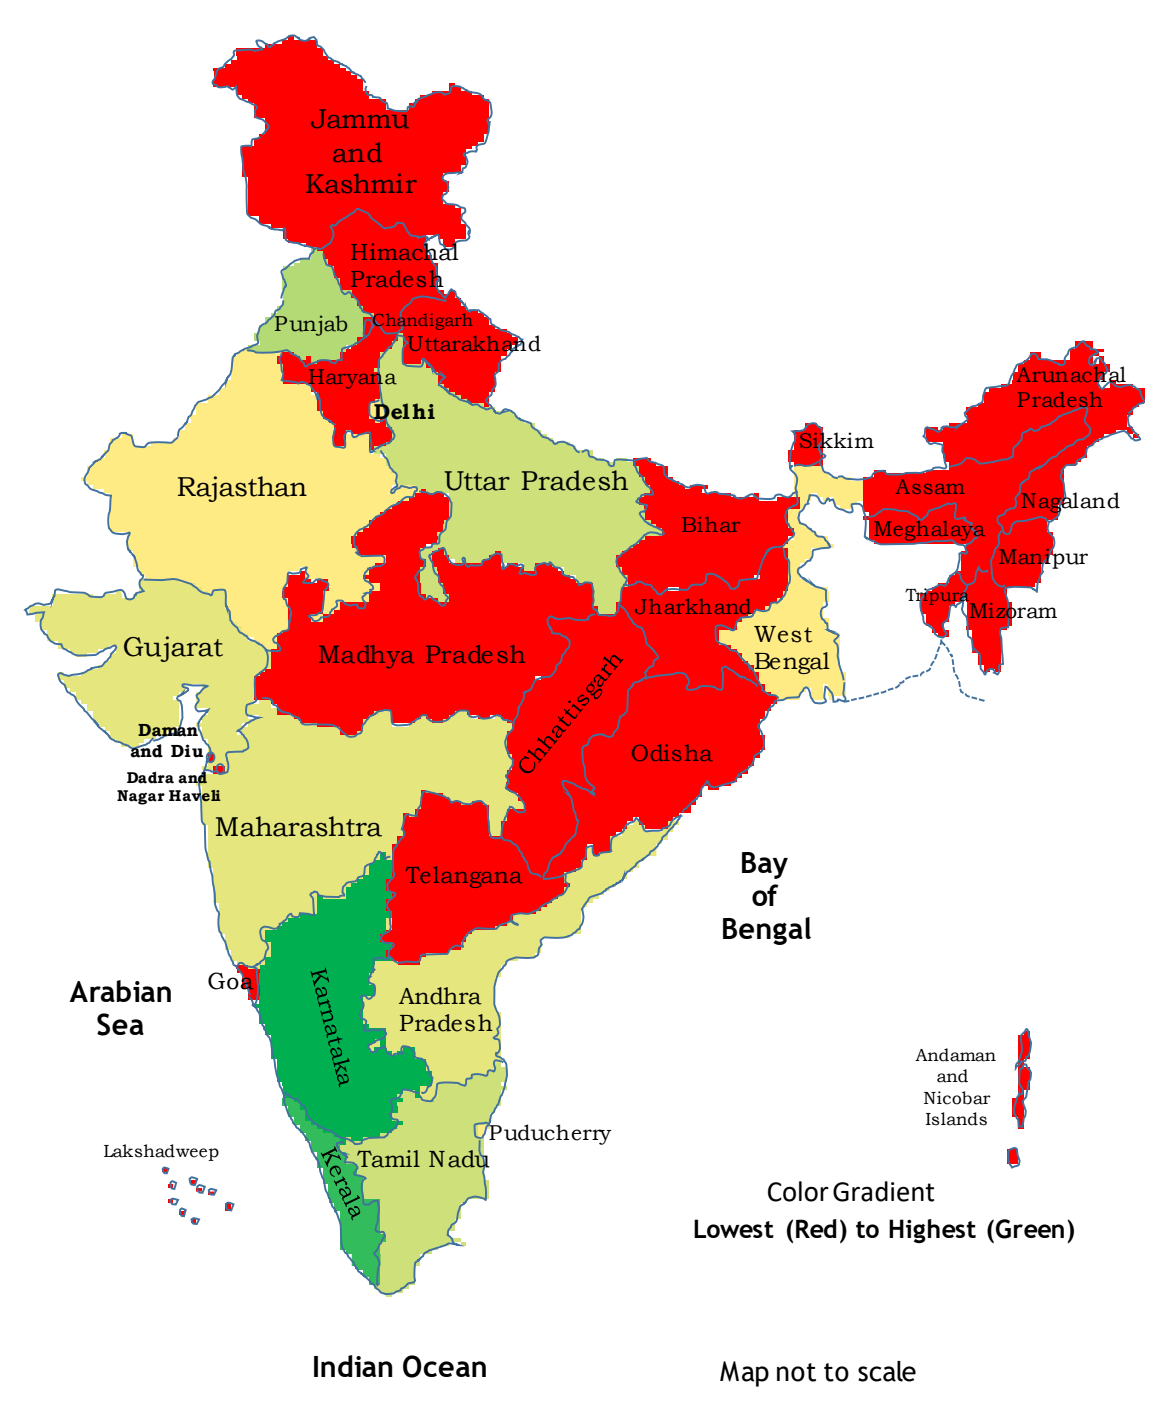 Jammu
and
Kashmir
Himachal
Pradesh
Punjab
Chandigarh
Uttarakhand
Haryana
Delhi
Arunachal
Pradesh
Sikkim
Rajasthan
Uttar Pradesh
Assam
Nagaland
Bihar
Meghalaya
Manipur
Tripura
Mizoram
Jharkhand
West
Bengal
Gujarat
Madhya Pradesh
Chhattisgarh
Odisha
Daman
and Diu
Dadra and
Nagar Haveli
Maharashtra
Telangana
Bay
of
Bengal
Goa
Karnataka
Arabian
Sea
Andhra
Pradesh
Andaman
and
Nicobar
Islands
Puducherry
Lakshadweep
Kerala
Tamil Nadu
Color Gradient
Lowest (Red) to Highest (Green)
Indian Ocean
Map not to scale